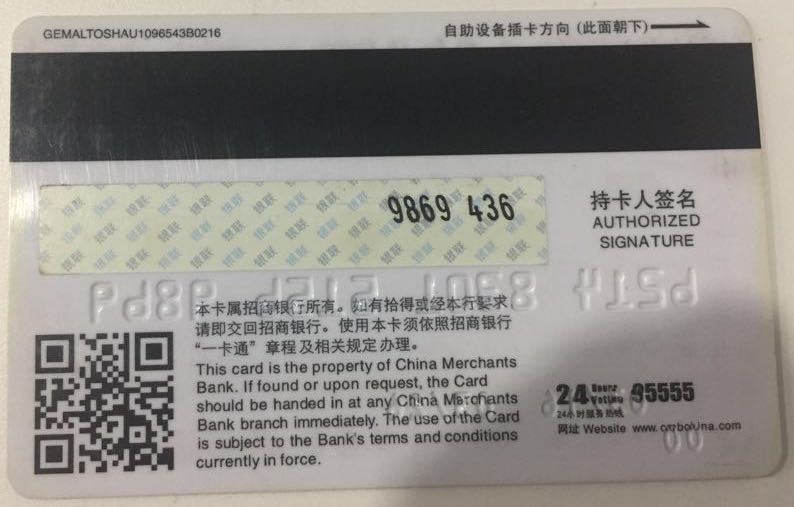 GEMALTOSHAU1096543B0216
自助设备插卡方向 (此面朝下)
9869 436
持卡人签名
AUTHORIZED
SIGNATURE
本卡属招商银行所有。如有拾得或经本行要求,
请即交回招商银行。使用本卡须依照招商银行
“一卡通”章程及相关规定办理。
This card is the property of China Merchants
Bank. If found or upon request, the Card
should be handed in at any China Merchants
Bank branch immediately. The use of the Card
is subject to the Bank's terms and conditions
currently in force.
24 95555
24小时服务热线
网址 Website